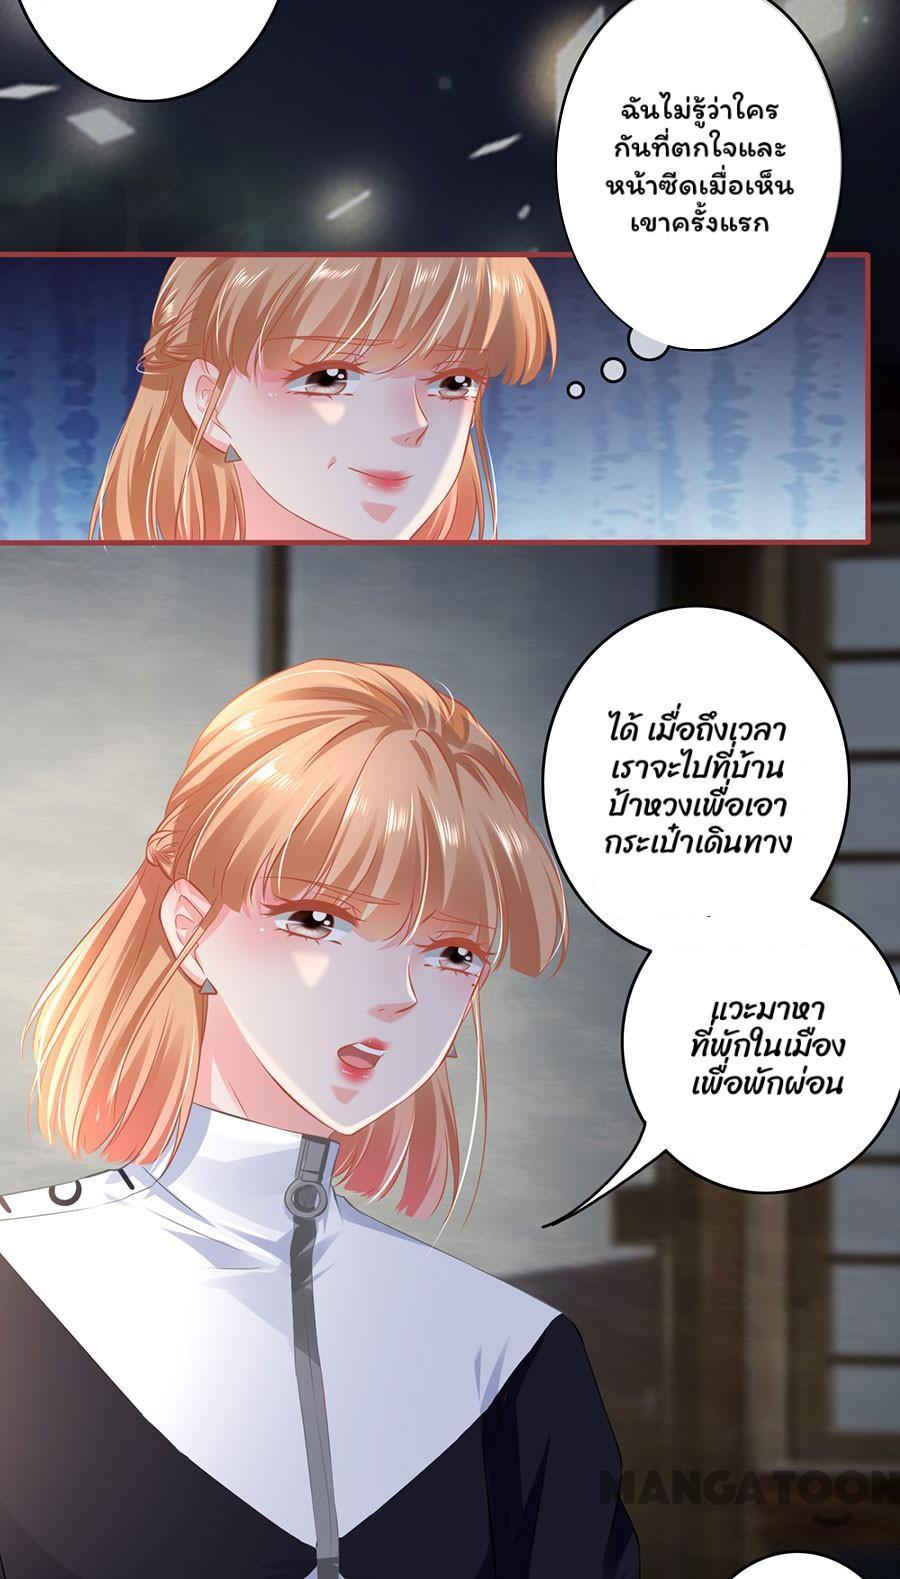 ฉันไม่รู้ว่าใคร
กันที่ตกใจและ
หน้าซีดเมื่อเห็น
เขาครั้งแรก
ได้ เมื่อถึงเวลา
เราจะไปที่บ้าน
ป้าหวงเพื่อเอา
กระเป๋าเดินทาง
แวะมาหา
ที่พักในเมือง
เพื่อพักผ่อน
MANGATOON